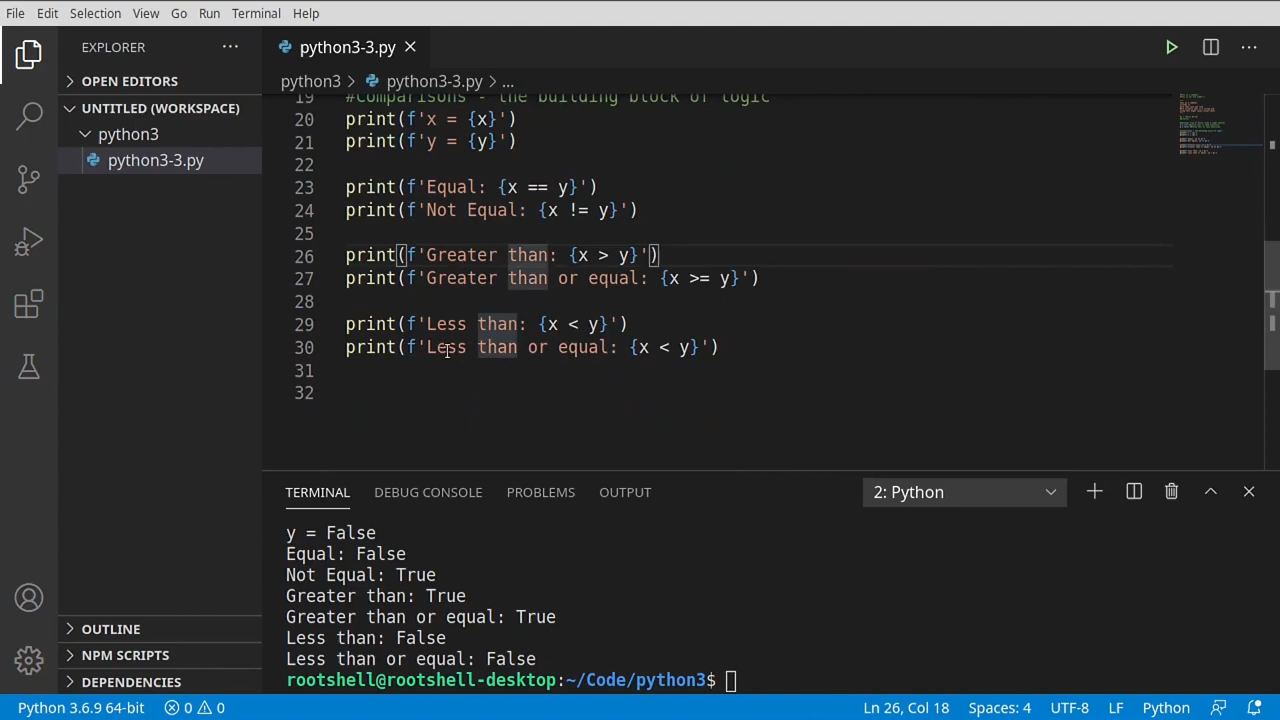 File Edit Selection View Go Run Terminal Help
EXPLORER ...
python3-3.py
OPEN EDITORS
python3 > python3-3.py > ...
UNTITLED (WORKSPACE)
python3
python3-3.py
19 #Comparisons - the building block of logic
20 print(f'x = {x}')
21 print(f'y = {y}')
22
23 print(f'Equal: {x == y}')
24 print(f'Not Equal: {x != y}')
25
26 print(f'Greater than: {x > y}')
27 print(f'Greater than or equal: {x >= y}')
28
29 print(f'Less than: {x < y}')
30 print(f'Less than or equal: {x < y}')
31
32
TERMINAL DEBUG CONSOLE PROBLEMS OUTPUT 2: Python
y = False
Equal: False
Not Equal: True
Greater than: True
Greater than or equal: True
Less than: False
Less than or equal: False
rootshell@rootshell-desktop:~/Code/python3$
OUTLINE
NPM SCRIPTS
DEPENDENCIES
Python 3.6.9 64-bit 0 0 Ln 26, Col 18 Spaces: 4 UTF-8 LF Python